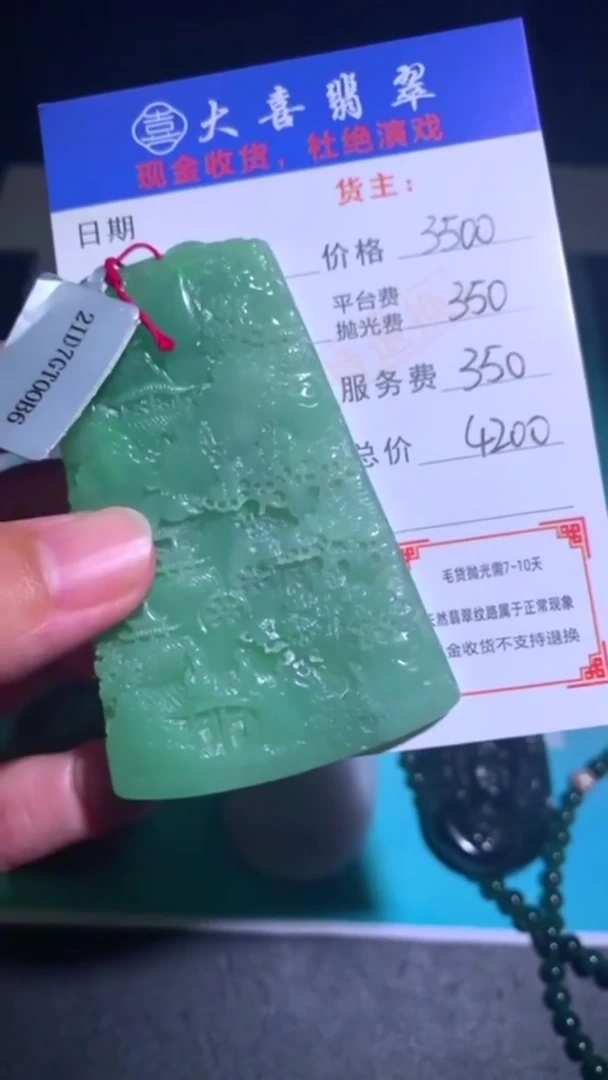 喜 大喜翡翠
现金收货，杜绝演戏
货主：
日期
价格 3500
平台费
抛光费 350
服务费 350
总价 4200
21D7GT00B6
毛货抛光需7-10天
天然翡翠纹路属于正常现象
金收货不支持退换